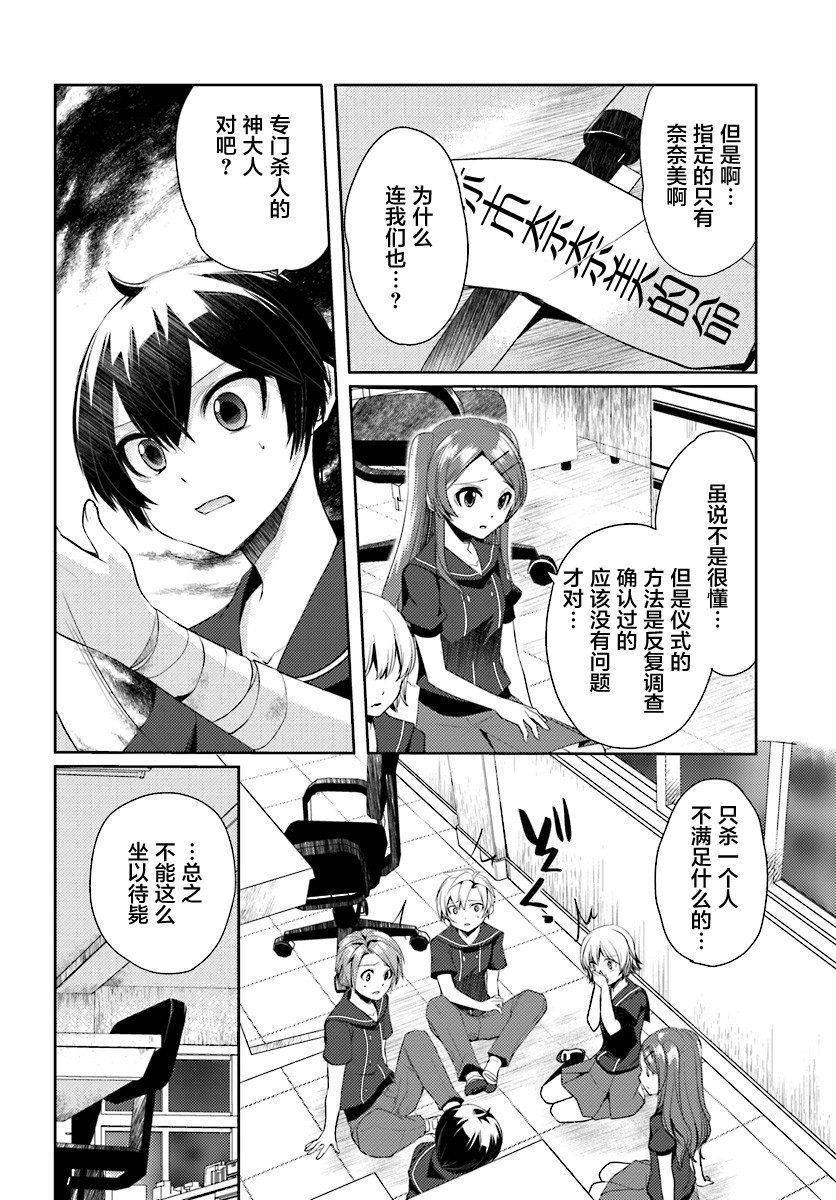 但是啊…
指定的只有
奈奈美啊
市奈奈美的命
为什么
连我们也…？
专门杀人的
神大人
对吧？
虽说不是很懂…
但是仪式的
方法是反复调查
确认过的
应该没有问题
才对…
只杀一个人
不满足什么的…
…总之
不能这么
坐以待毙